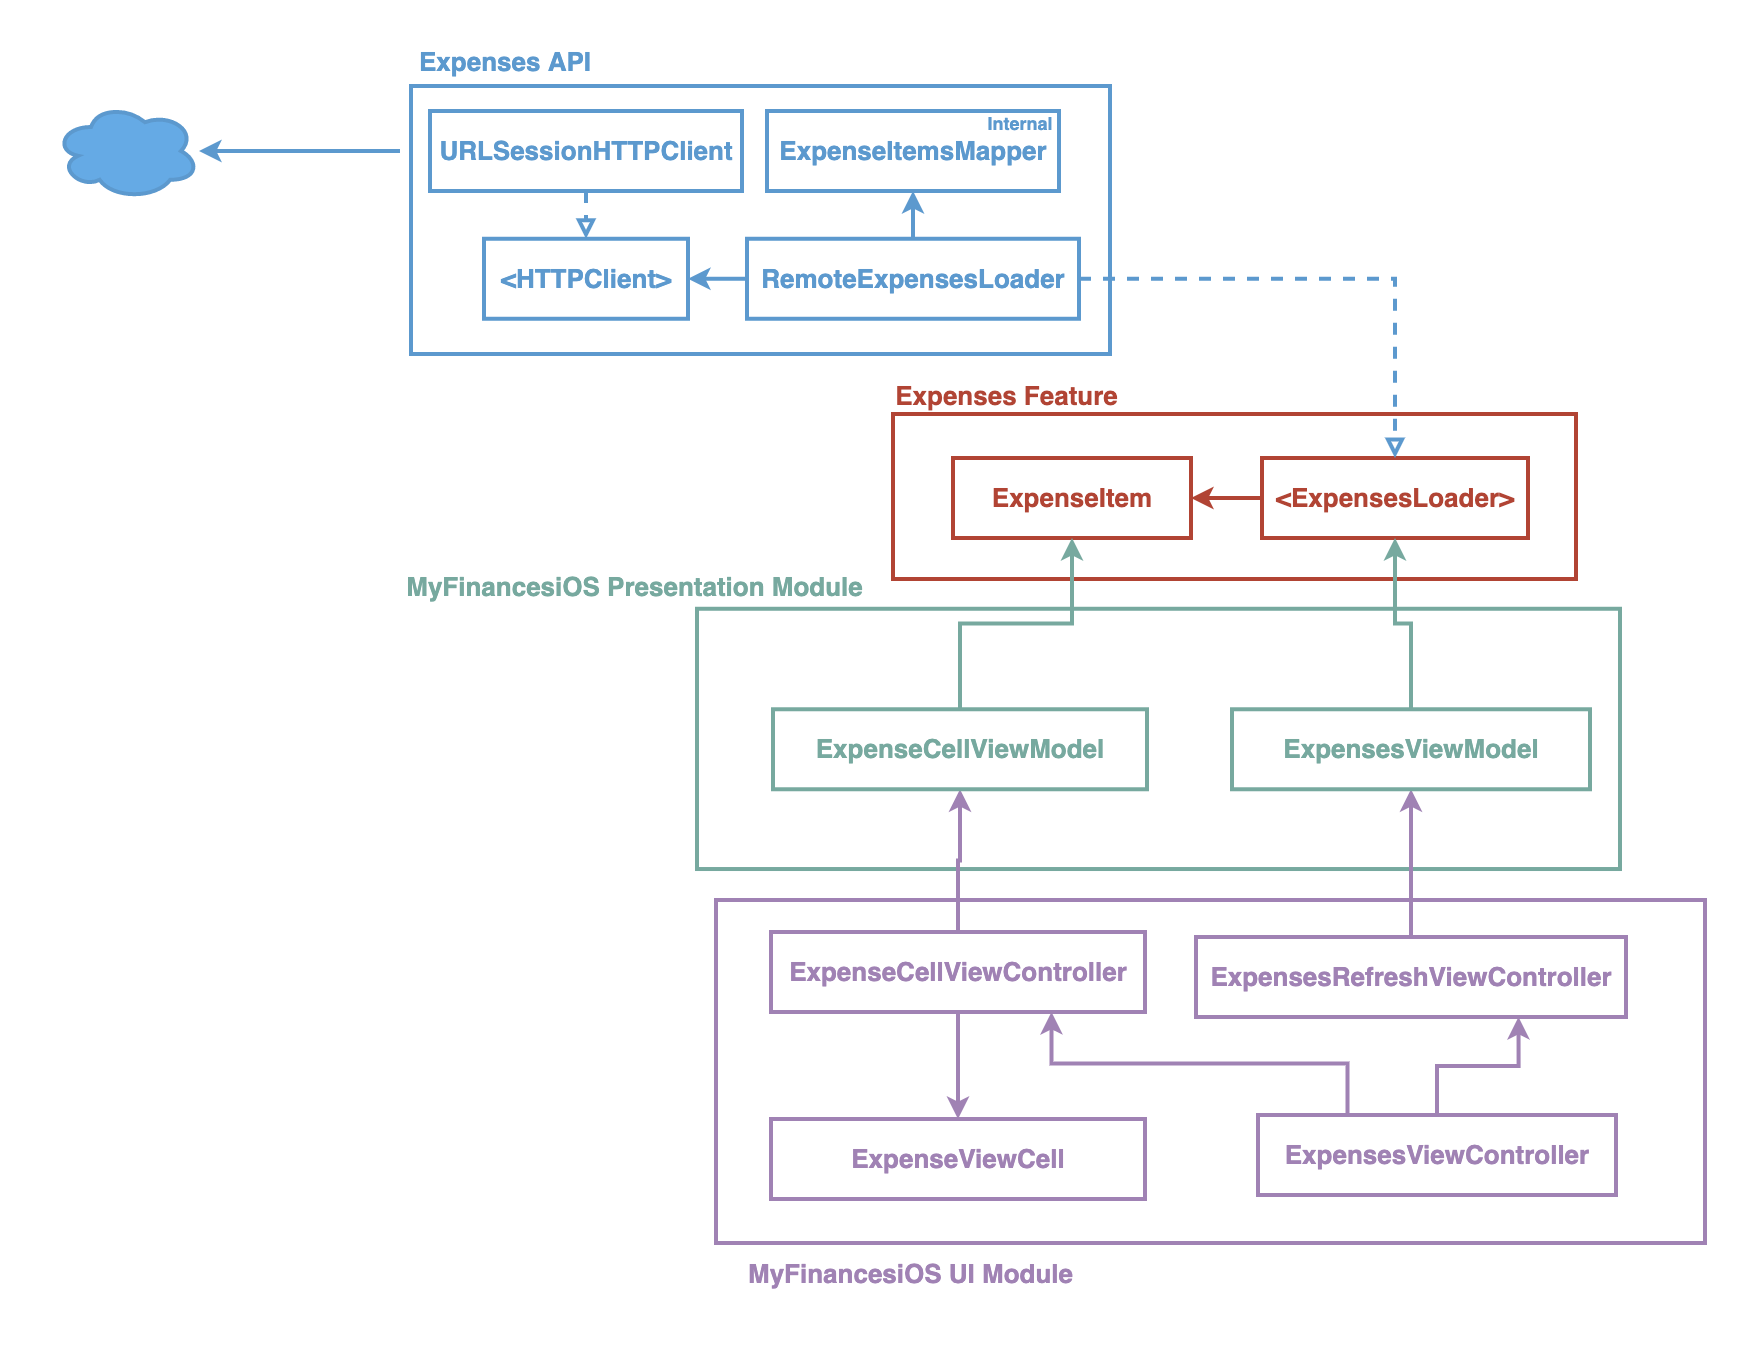 Expenses API
Internal
URLSessionHTTPClient
ExpenseItemsMapper
<HTTPClient>
RemoteExpensesLoader
Expenses Feature
ExpenseItem
<ExpensesLoader>
MyFinancesiOS Presentation Module
ExpenseCellViewModel
ExpensesViewModel
ExpenseCellViewController
ExpensesRefreshViewController
ExpenseViewCell
ExpensesViewController
MyFinancesiOS UI Module